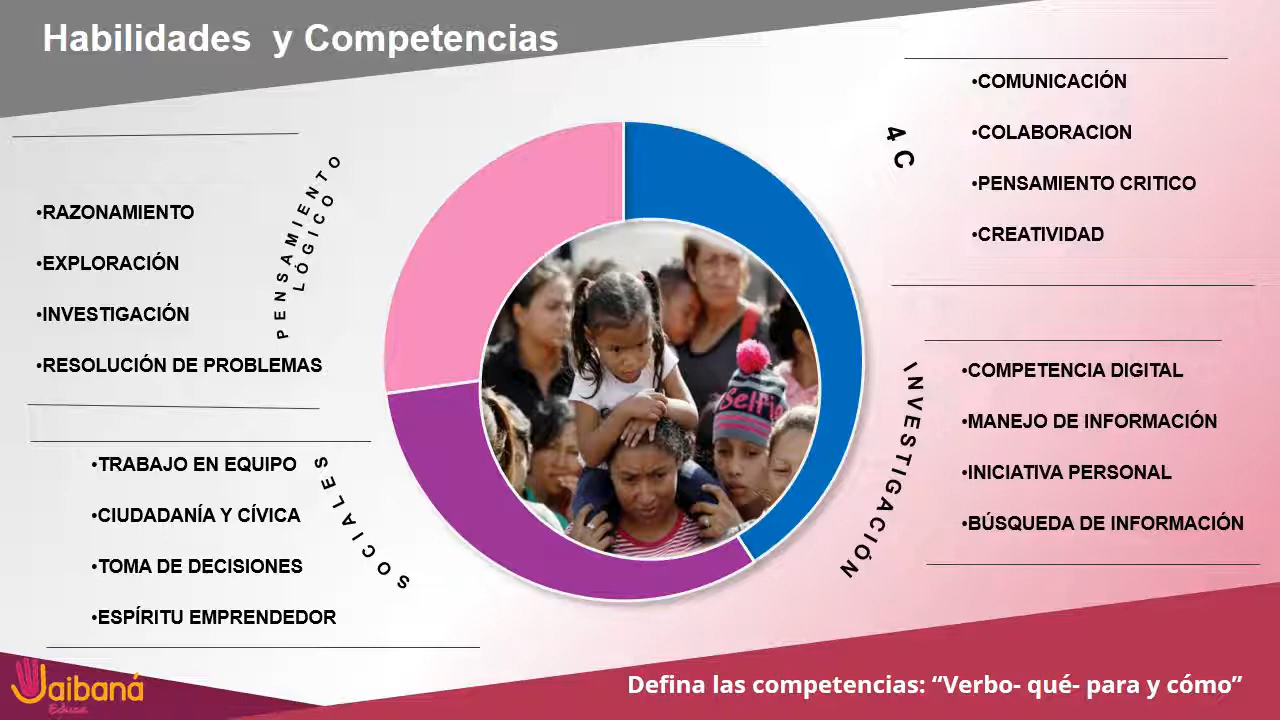 Habilidades  y Competencias
PENSAMIENTO
LÓGICO
•RAZONAMIENTO
•EXPLORACIÓN
•INVESTIGACIÓN
•RESOLUCIÓN DE PROBLEMAS
SOCIALES
•TRABAJO EN EQUIPO
•CIUDADANÍA Y CÍVICA
•TOMA DE DECISIONES
•ESPÍRITU EMPRENDEDOR
4C
•COMUNICACIÓN
•COLABORACION
•PENSAMIENTO CRITICO
•CREATIVIDAD
INVESTIGACIÓN
•COMPETENCIA DIGITAL
•MANEJO DE INFORMACIÓN
•INICIATIVA PERSONAL
•BÚSQUEDA DE INFORMACIÓN
Selfie
Jaibaná
Educa
Defina las competencias: “Verbo- qué- para y cómo”